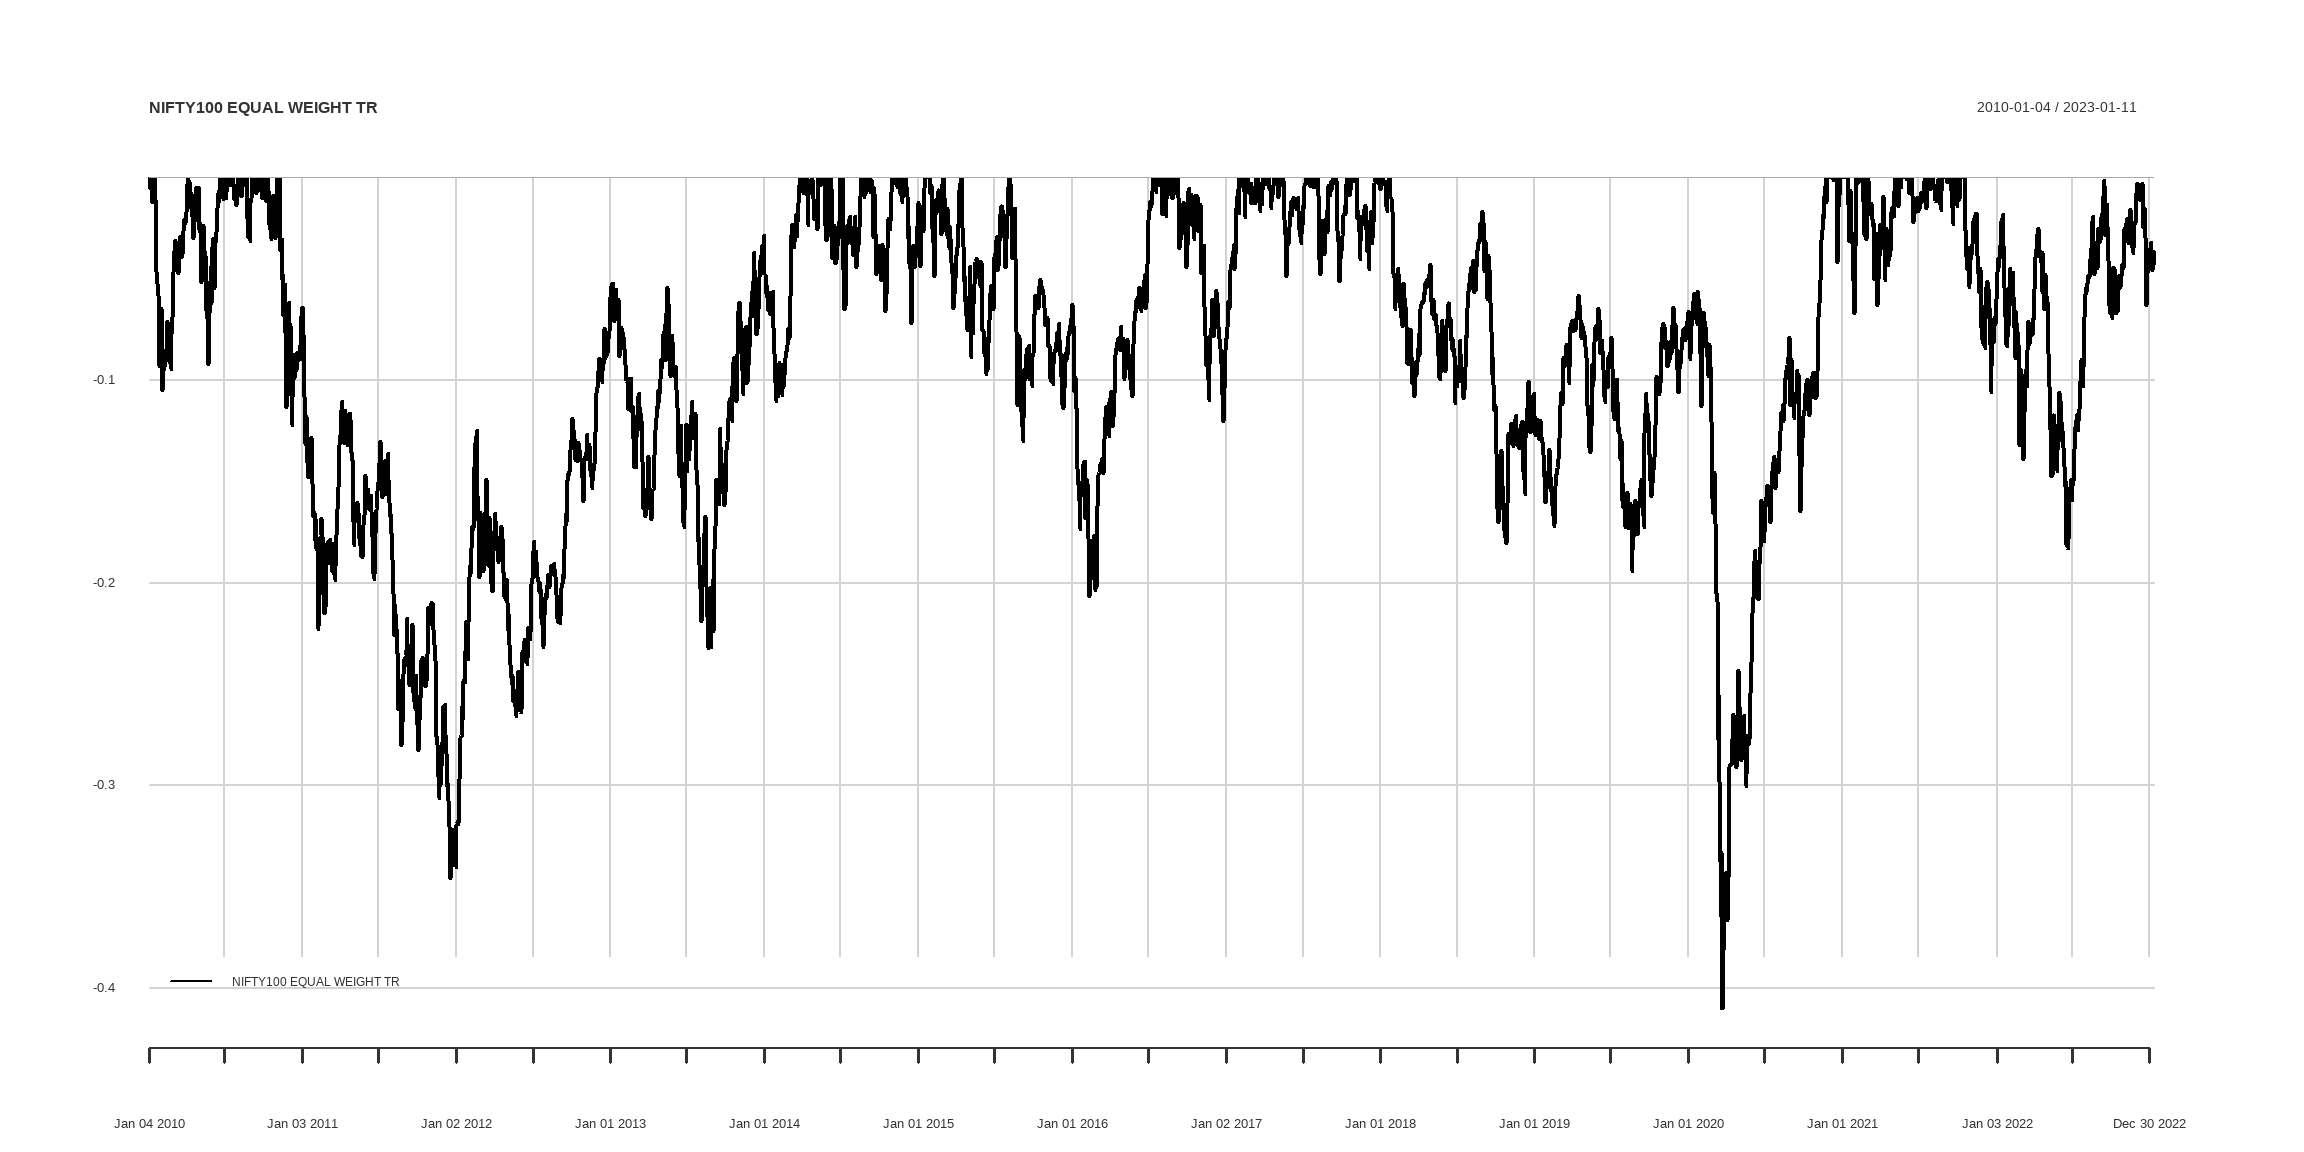 NIFTY100 EQUAL WEIGHT TR
2010-01-04 / 2023-01-11
-0.1
-0.2
-0.3
-0.4
NIFTY100 EQUAL WEIGHT TR
Jan 04 2010 Jan 03 2011 Jan 02 2012 Jan 01 2013 Jan 01 2014 Jan 01 2015 Jan 01 2016 Jan 02 2017 Jan 01 2018 Jan 01 2019 Jan 01 2020 Jan 01 2021 Jan 03 2022 Dec 30 2022